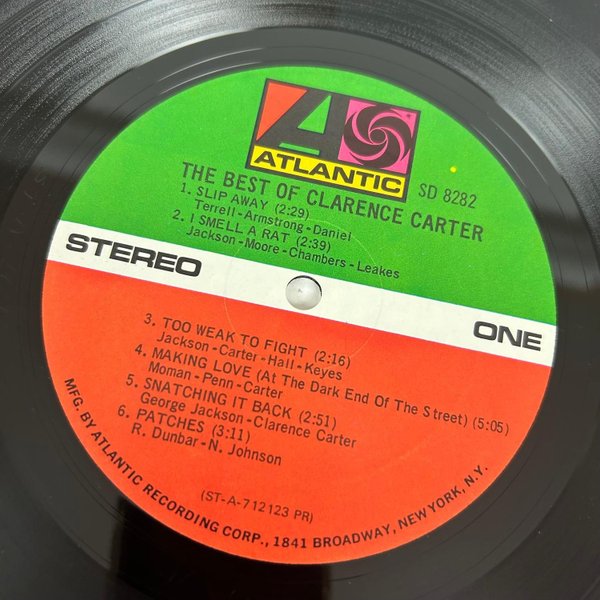 ATLANTIC
SD 8282
THE BEST OF CLARENCE CARTER
1. SLIP AWAY (2:29)
Terrell-Armstrong-Daniel
2. I SMELL A RAT (2:39)
Jackson-Moore-Chambers-Leakes
STEREO
ONE
3. TOO WEAK TO FIGHT (2:16)
Jackson-Carter-Hall-Keyes
4. MAKING LOVE (At The Dark End Of The Street) (5:05)
Moman-Penn-Carter
5. SNATCHING IT BACK (2:51)
George Jackson-Clarence Carter
6. PATCHES (3:11)
R. Dunbar-N. Johnson
(ST-A-712123 PR)
MFG. BY ATLANTIC RECORDING CORP., 1841 BROADWAY, NEW YORK, N.Y.